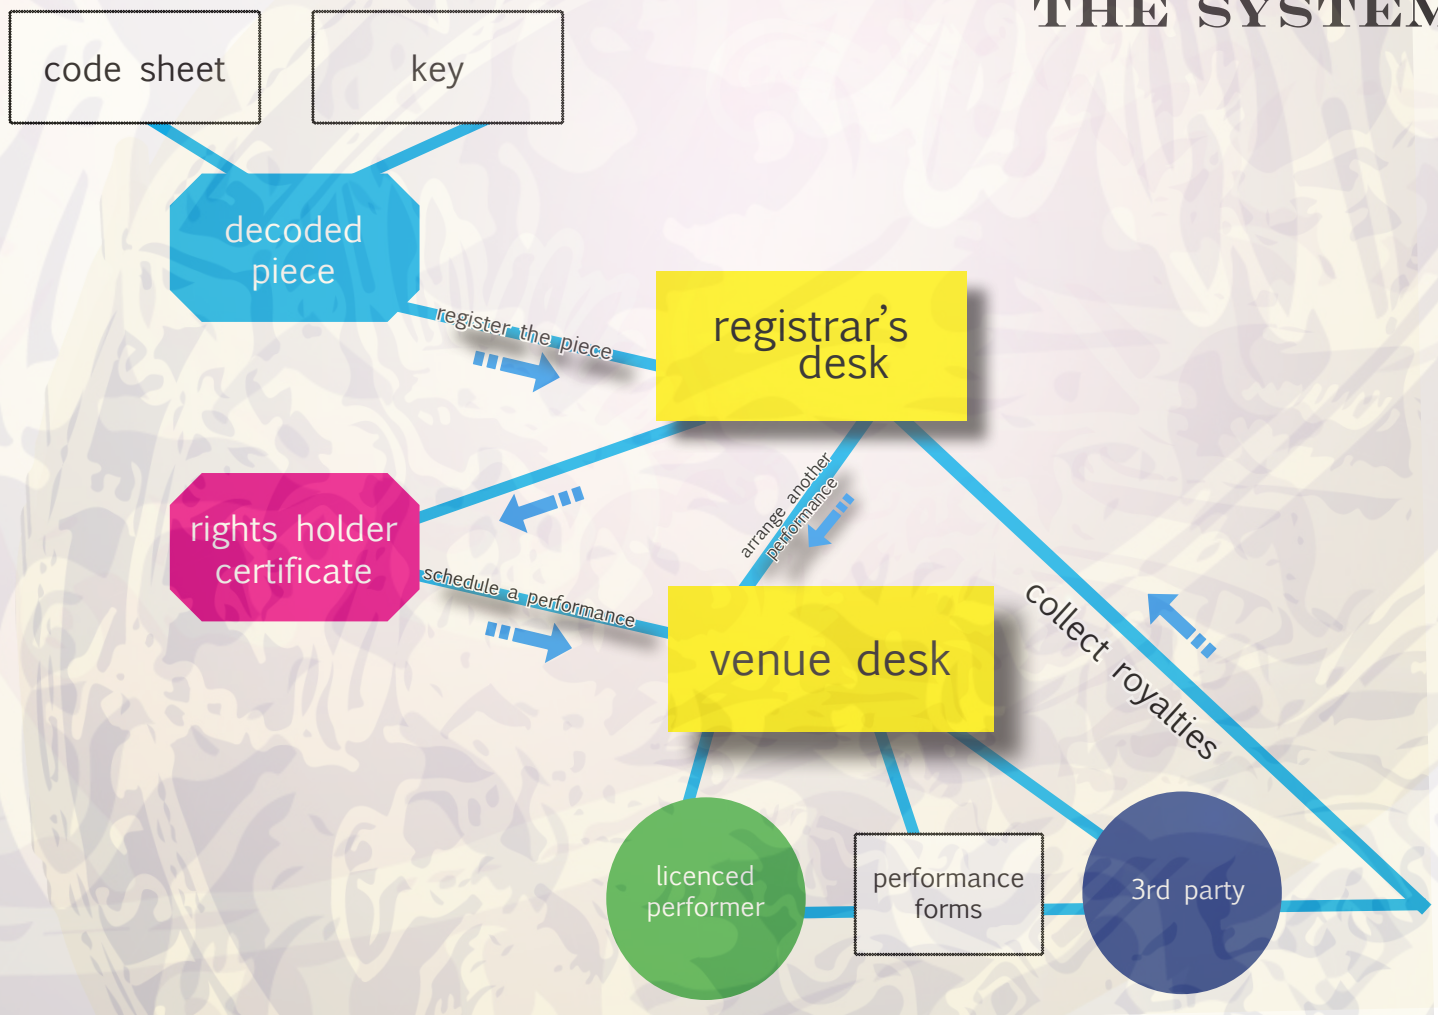 THE SYSTEM
code sheet
key
decoded
piece
register the piece
registrar's
desk
rights holder
certificate
arrange another
performance
schedule a performance
collect royalties
venue desk
licenced
performer
performance
forms
3rd party